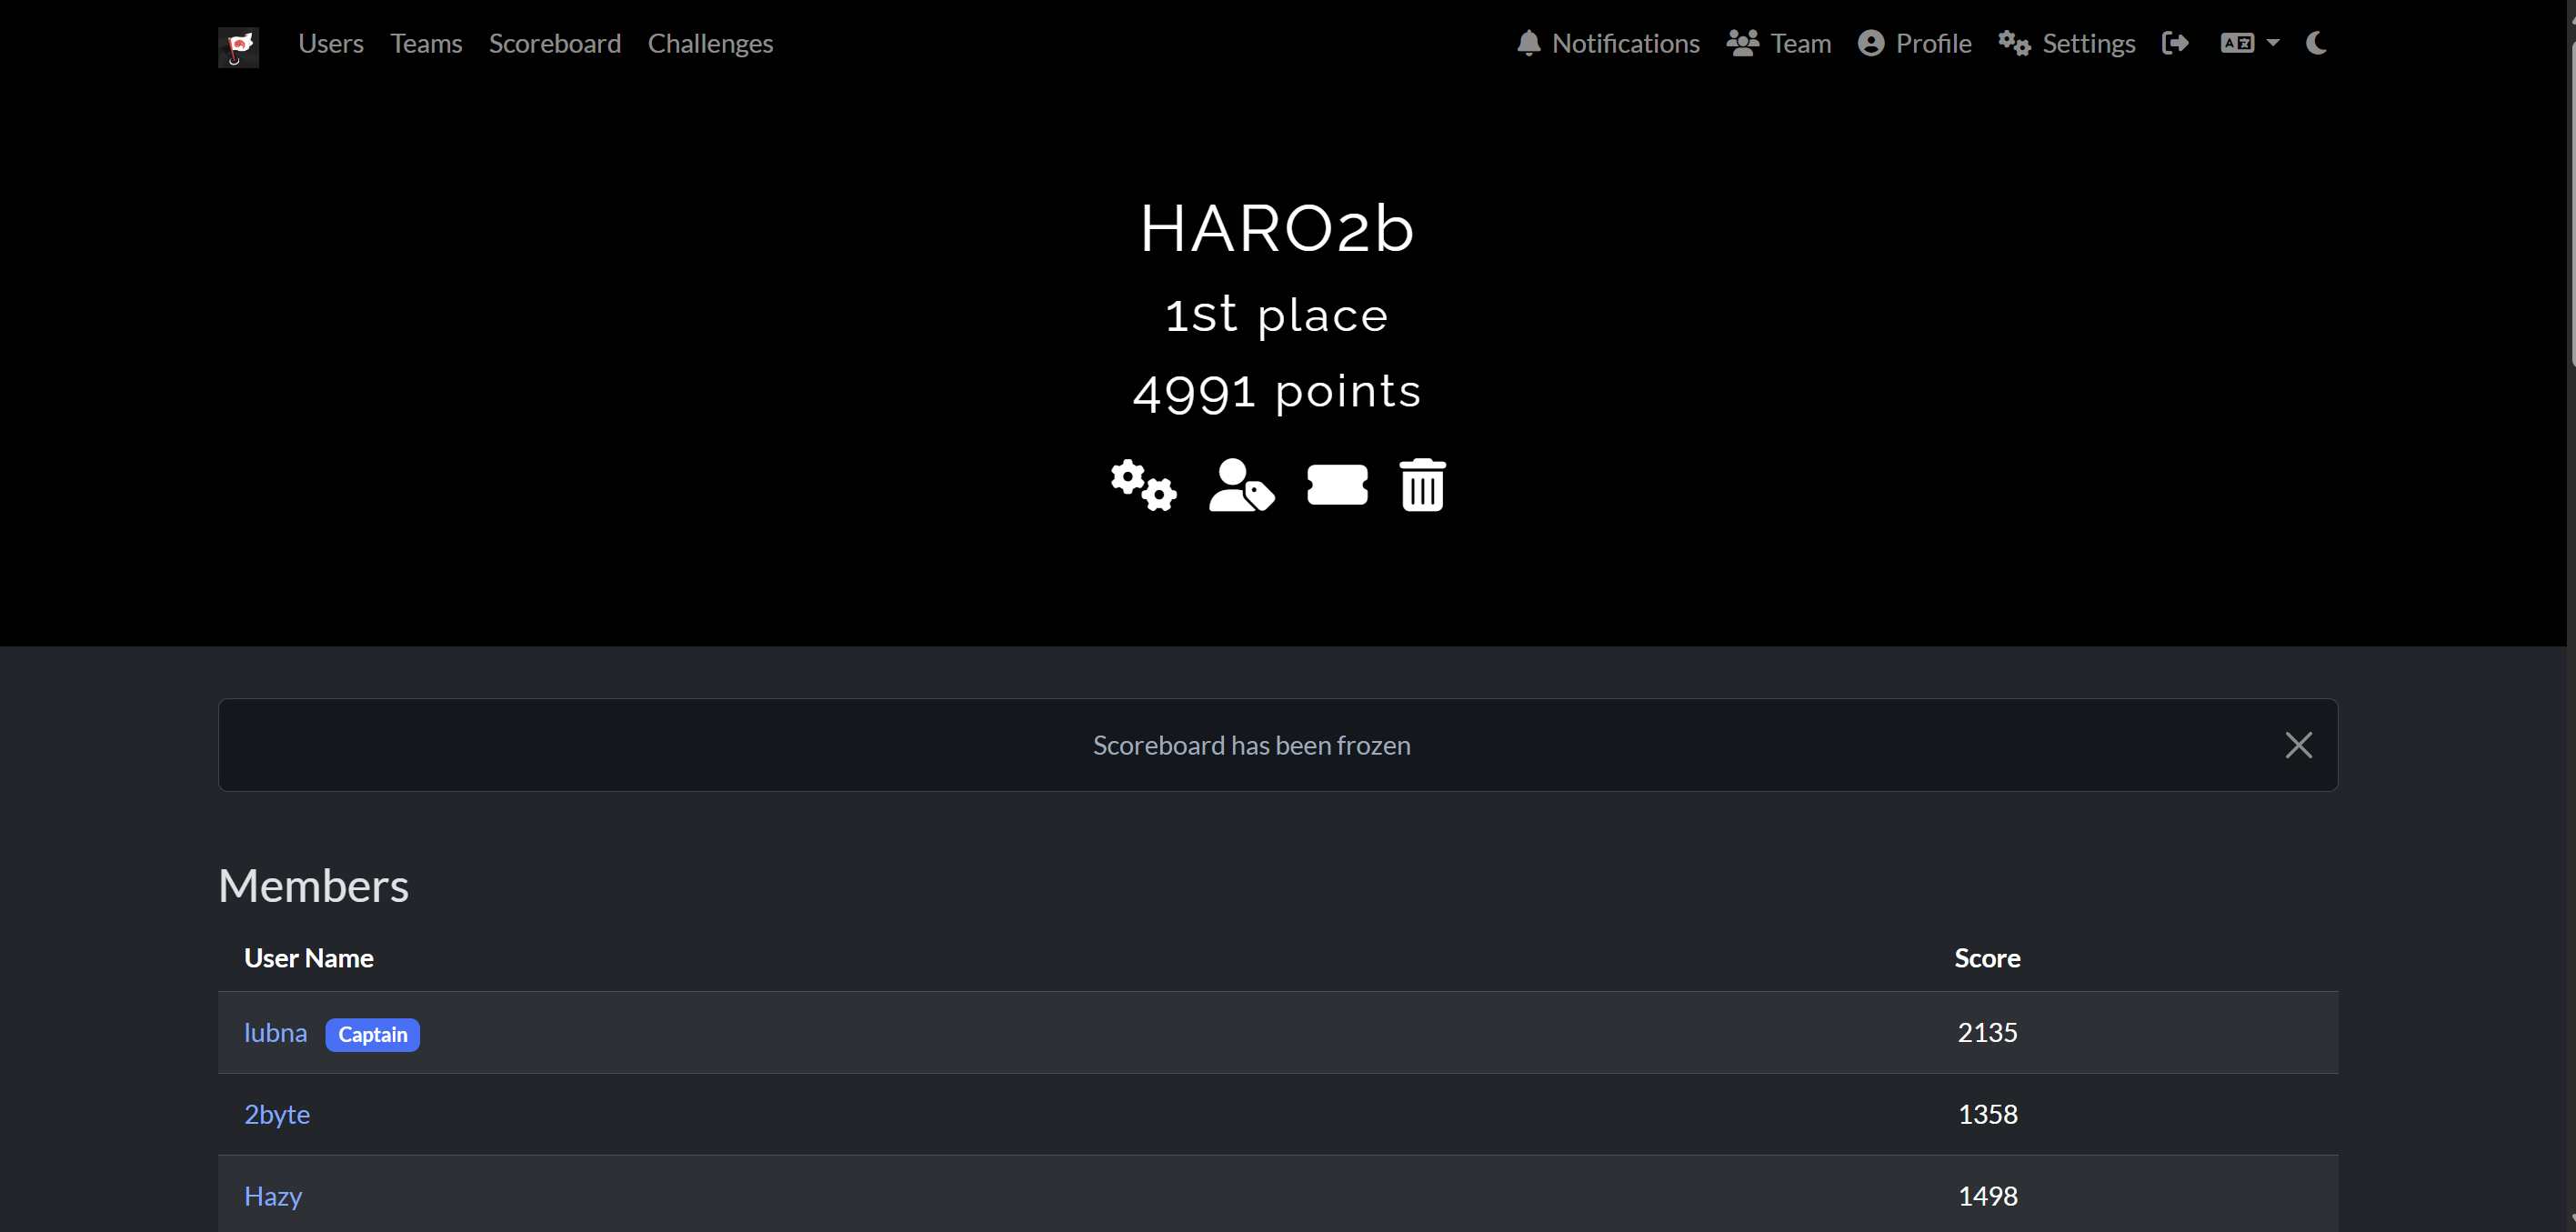 Users Teams Scoreboard Challenges Notifications Team Profile Settings
HARO2b
1st place
4991 points
Scoreboard has been frozen
Members
User Name Score
lubna Captain 2135
2byte 1358
Hazy 1498